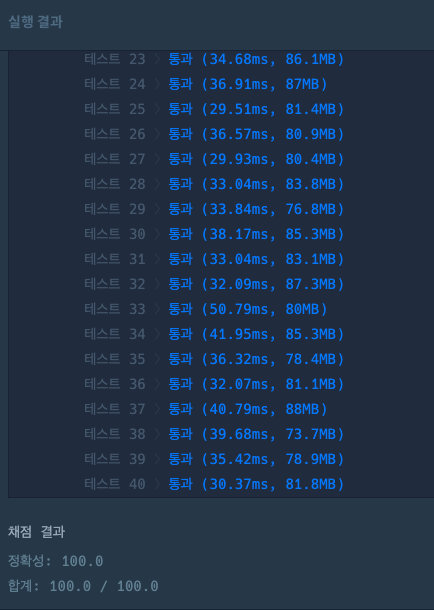 실행 결과
테스트 23 > 통과 (34.68ms, 86.1MB)
테스트 24 > 통과 (36.91ms, 87MB)
테스트 25 > 통과 (29.51ms, 81.4MB)
테스트 26 > 통과 (36.57ms, 80.9MB)
테스트 27 > 통과 (29.93ms, 80.4MB)
테스트 28 > 통과 (33.04ms, 83.8MB)
테스트 29 > 통과 (33.84ms, 76.8MB)
테스트 30 > 통과 (38.17ms, 85.3MB)
테스트 31 > 통과 (33.04ms, 83.1MB)
테스트 32 > 통과 (32.09ms, 87.3MB)
테스트 33 > 통과 (50.79ms, 80MB)
테스트 34 > 통과 (41.95ms, 85.3MB)
테스트 35 > 통과 (36.32ms, 78.4MB)
테스트 36 > 통과 (32.07ms, 81.1MB)
테스트 37 > 통과 (40.79ms, 88MB)
테스트 38 > 통과 (39.68ms, 73.7MB)
테스트 39 > 통과 (35.42ms, 78.9MB)
테스트 40 > 통과 (30.37ms, 81.8MB)
채점 결과
정확성: 100.0
합계: 100.0 / 100.0